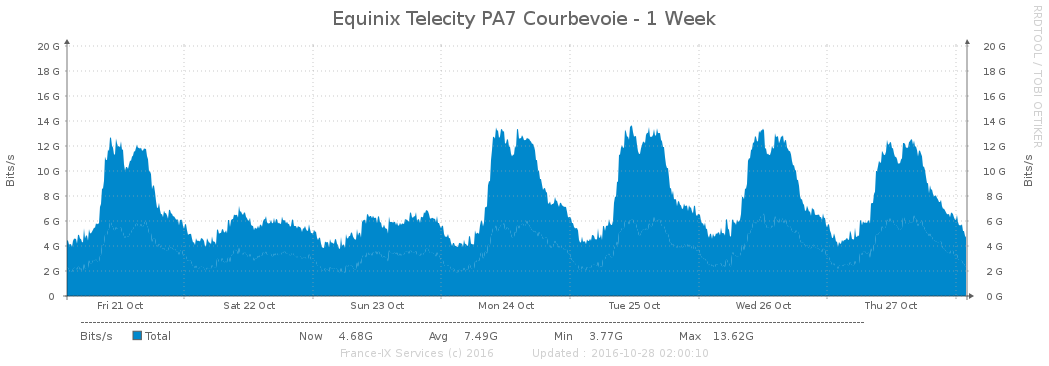 Equinix Telecity PA7 Courbevoie - 1 Week
RRDTOOL / TOBI OETIKER
Bits/s
Bits/s
20 G 20 G
18 G 18 G
16 G 16 G
14 G 14 G
12 G 12 G
10 G 10 G
8 G 8 G
6 G 6 G
4 G 4 G
2 G 2 G
0 0 G
Fri 21 Oct Sat 22 Oct Sun 23 Oct Mon 24 Oct Tue 25 Oct Wed 26 Oct Thu 27 Oct
Bits/s Total Now 4.68G Avg 7.49G Min 3.77G Max 13.62G
France-IX Services (c) 2016 Updated : 2016-10-28 02:00:10